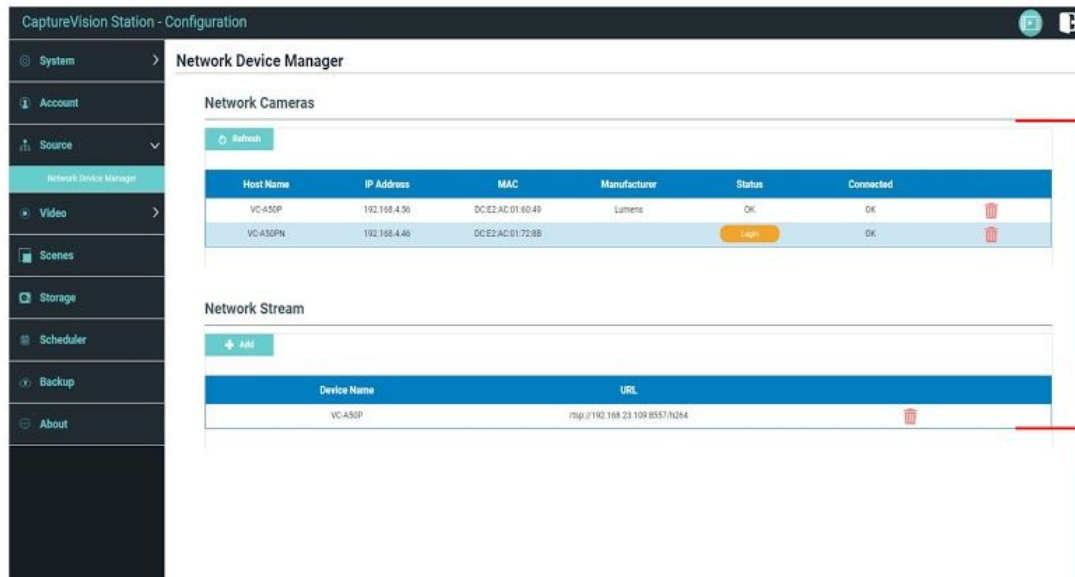 CaptureVision Station - Configuration
System
Account
Source
Network Device Manager
Video
Scenes
Storage
Scheduler
Backup
About
Network Device Manager
Network Cameras
Refresh
Host Name IP Address MAC Manufacturer Status Connected
VC-A50P 192.168.4.56 DC:E2:AC:01:60:49 Lumens OK OK
VC-A50PN 192.168.4.46 DC:E2:AC:01:72:8B Login OK
Network Stream
Add
Device Name URL
VC-A50P rtsp://192.168.23.109:8557/h264